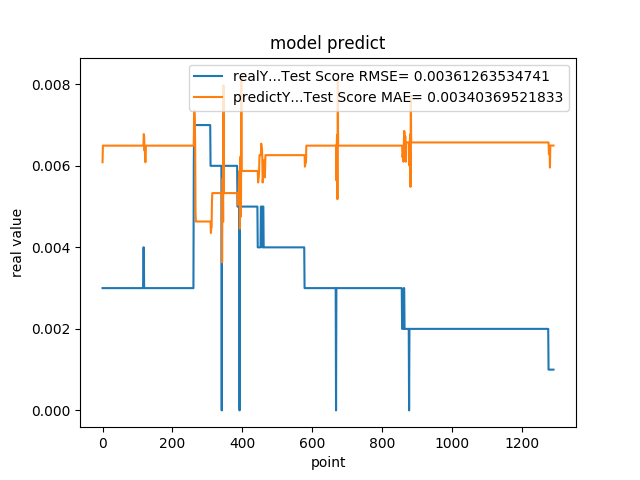 model predict
realY...Test Score RMSE= 0.00361263534741
predictY...Test Score MAE= 0.00340369521833
real value
0.008
0.006
0.004
0.002
0.000
0 200 400 600 800 1000 1200
point